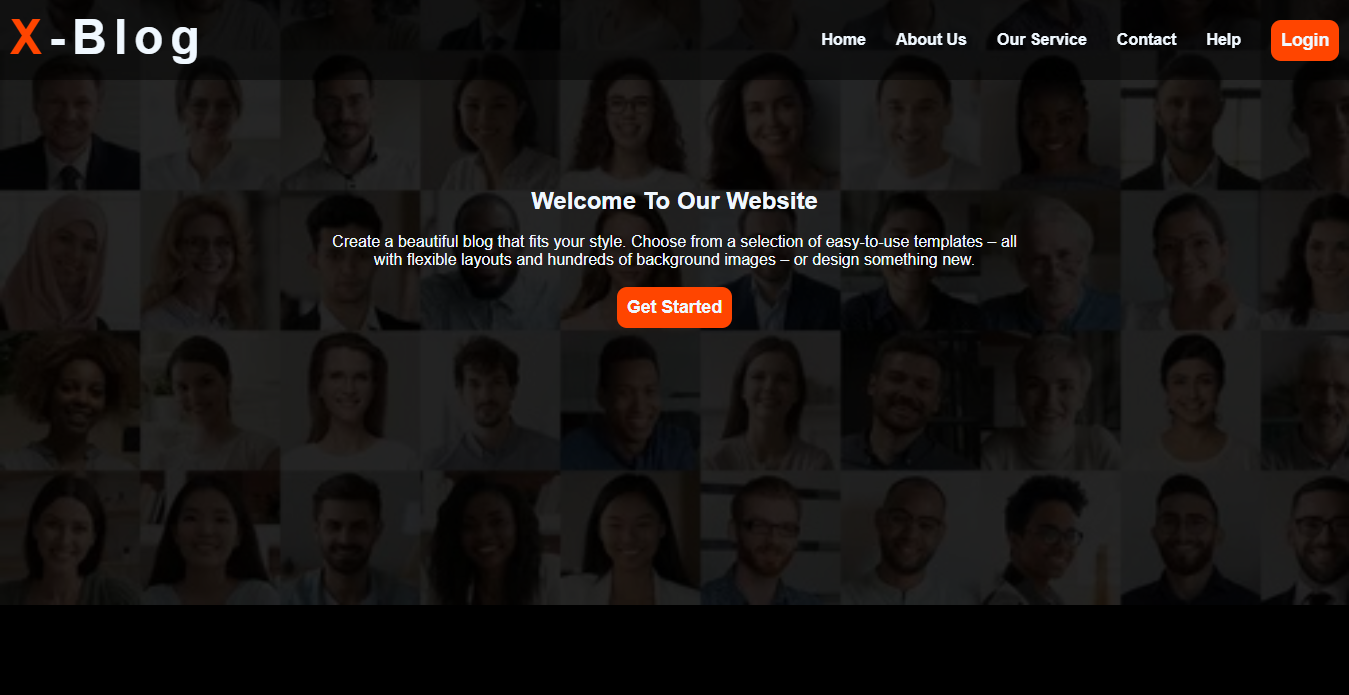 X-Blog
Home About Us Our Service Contact Help Login
Welcome To Our Website
Create a beautiful blog that fits your style. Choose from a selection of easy-to-use templates – all
with flexible layouts and hundreds of background images – or design something new.
Get Started